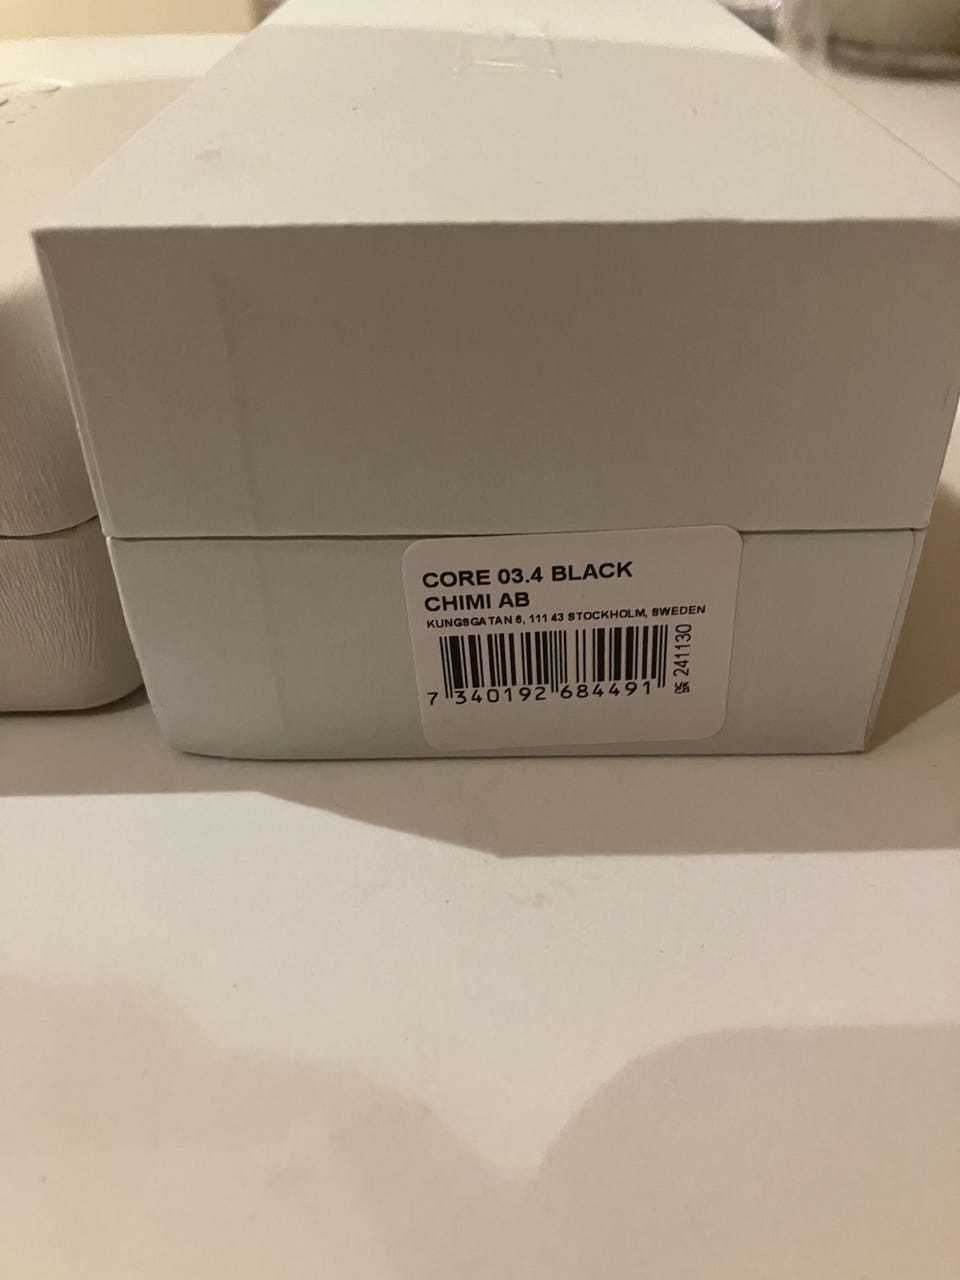 CORE 03.4 BLACK
CHIMI AB
KUNGSGATAN 6, 111 43 STOCKHOLM, SWEDEN
7 340192 684491
241130